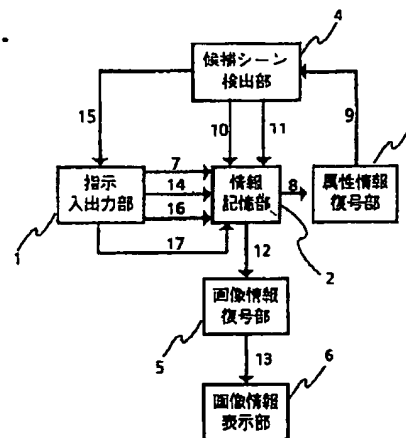 4
候補シーン
検出部
15
10
11
9
7
14
16
17
8
指示
入出力部
情報
記憶部
属性情報
復号部
1
2
12
画像情報
復号部
5
13
6
画像情報
表示部